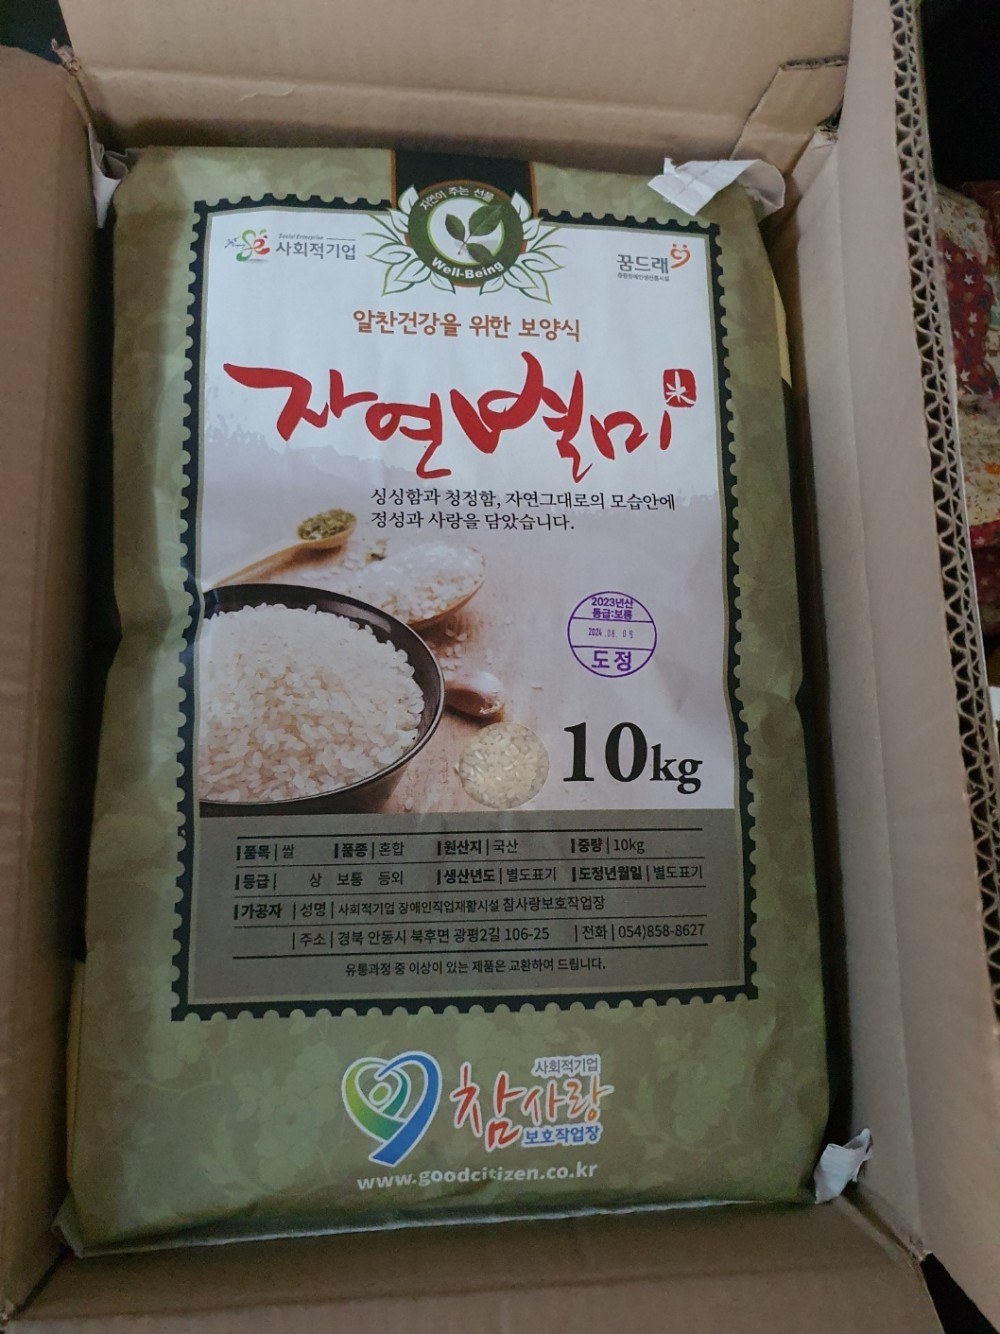 자연이 주는 선물
Well-Being
Social Enterprise
사회적기업
꿈드래
알찬건강을 위한 보양식
자연별미
米
싱싱함과 청정함, 자연그대로의 모습안에
정성과 사랑을 담았습니다.
2023년산
등급:보통
2024.09.05
도정
10kg
품목 | 쌀 품종 | 혼합 원산지 | 국산 중량 | 10kg
등급 | 상 보통 등외 생산년도 | 별도표기 도정년월일 | 별도표기
가공자 | 성명 | 사회적기업 장애인직업재활시설 참사랑보호작업장
| 주소 | 경북 안동시 북후면 광평2길 106-25 | 전화 | 054)858-8627
유통과정 중 이상이 있는 제품은 교환하여 드립니다.
사회적기업
참사랑
보호작업장
www.goodcitizen.co.kr